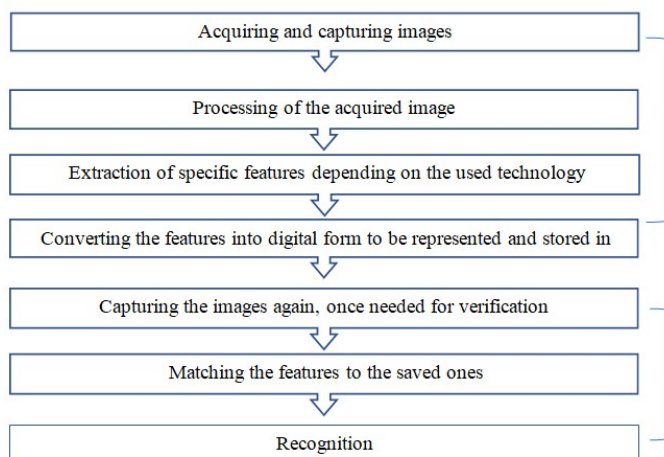 Acquiring and capturing images
Processing of the acquired image
Extraction of specific features depending on the used technology
Converting the features into digital form to be represented and stored in
Capturing the images again, once needed for verification
Matching the features to the saved ones
Recognition